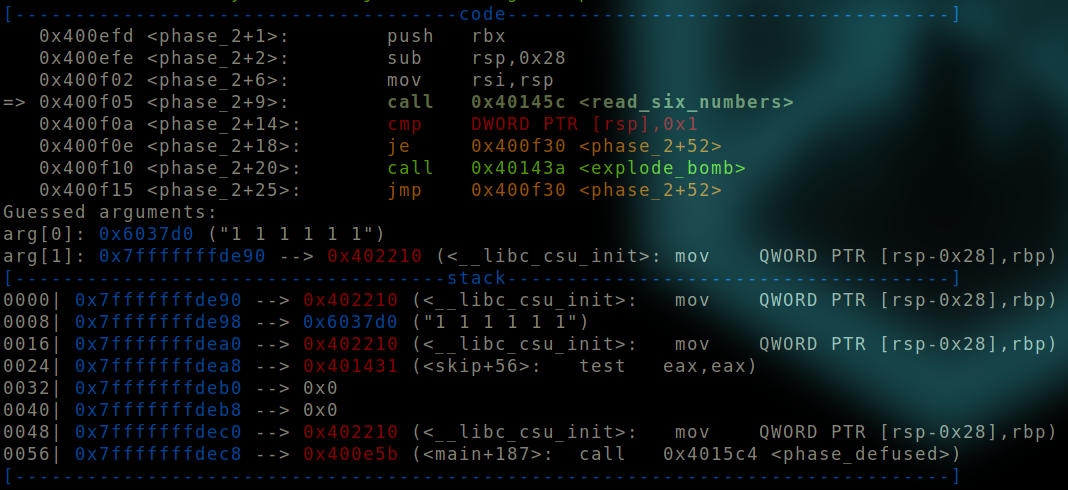 [-------------------------------------code-------------------------------------]
   0x400efd <phase_2+1>:        push   rbx
   0x400efe <phase_2+2>:        sub    rsp,0x28
   0x400f02 <phase_2+6>:        mov    rsi,rsp
=> 0x400f05 <phase_2+9>:        call   0x40145c <read_six_numbers>
   0x400f0a <phase_2+14>:       cmp    DWORD PTR [rsp],0x1
   0x400f0e <phase_2+18>:       je     0x400f30 <phase_2+52>
   0x400f10 <phase_2+20>:       call   0x40143a <explode_bomb>
   0x400f15 <phase_2+25>:       jmp    0x400f30 <phase_2+52>
Guessed arguments:
arg[0]: 0x6037d0 ("1 1 1 1 1 1")
arg[1]: 0x7fffffffde90 --> 0x402210 (<__libc_csu_init>: mov    QWORD PTR [rsp-0x28],rbp)
[------------------------------------stack-------------------------------------]
0000| 0x7fffffffde90 --> 0x402210 (<__libc_csu_init>:   mov    QWORD PTR [rsp-0x28],rbp)
0008| 0x7fffffffde98 --> 0x6037d0 ("1 1 1 1 1 1")
0016| 0x7fffffffdea0 --> 0x402210 (<__libc_csu_init>:   mov    QWORD PTR [rsp-0x28],rbp)
0024| 0x7fffffffdea8 --> 0x401431 (<skip+56>:   test   eax,eax)
0032| 0x7fffffffdeb0 --> 0x0
0040| 0x7fffffffdeb8 --> 0x0
0048| 0x7fffffffdec0 --> 0x402210 (<__libc_csu_init>:   mov    QWORD PTR [rsp-0x28],rbp)
0056| 0x7fffffffdec8 --> 0x400e5b (<main+187>:  call   0x4015c4 <phase_defused>)
[------------------------------------------------------------------------------]